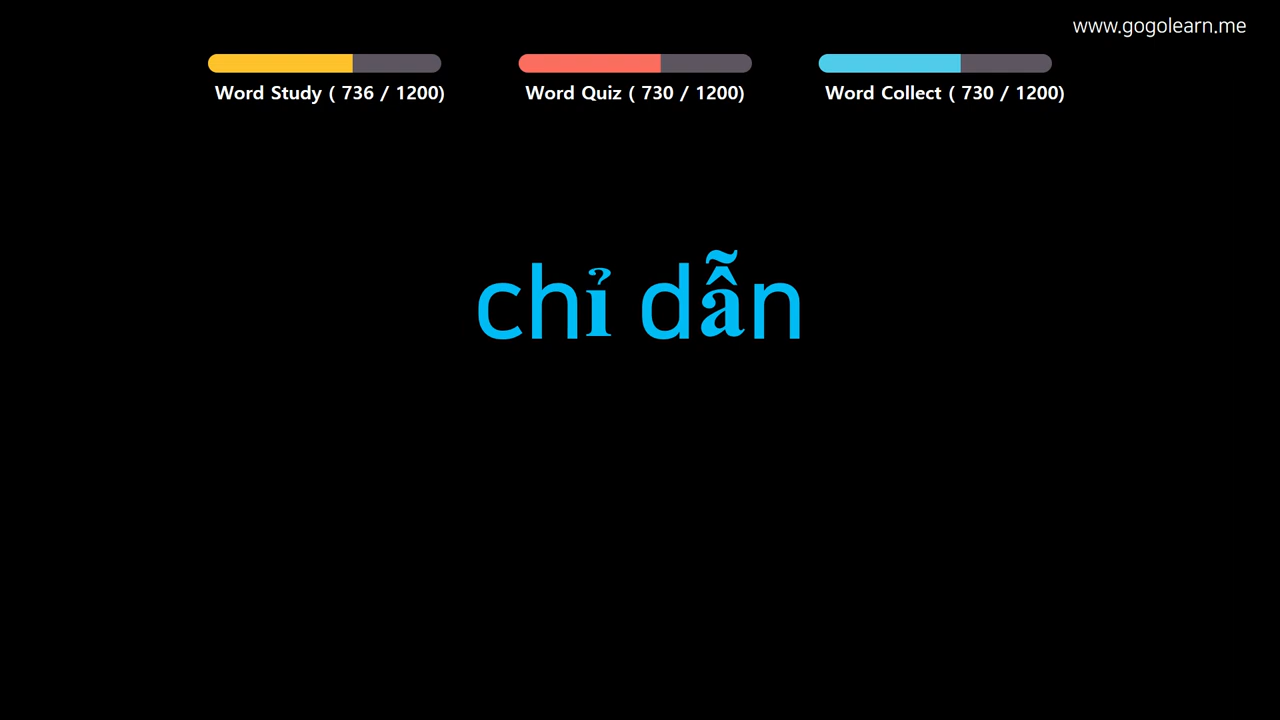 www.gogolearn.me
Word Study ( 736 / 1200)
Word Quiz ( 730 / 1200)
Word Collect ( 730 / 1200)
chỉ dẫn